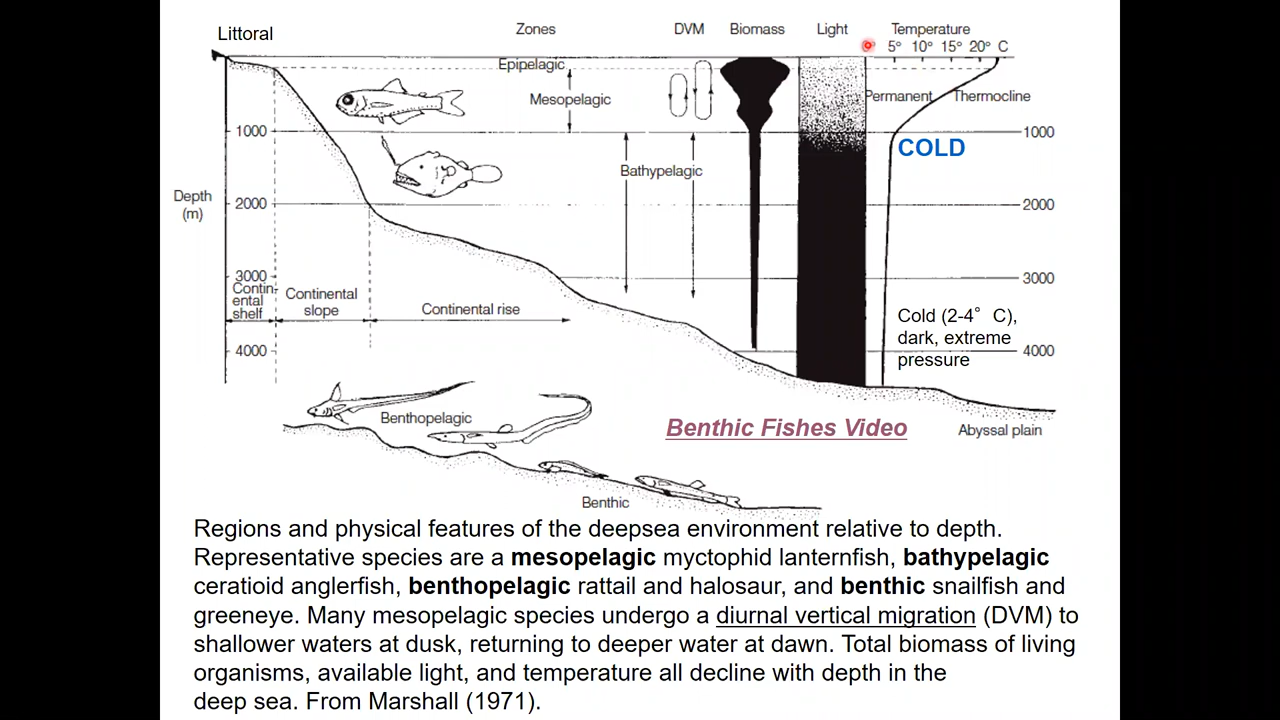 Littoral
Zones
DVM
Biomass
Light
Temperature
5° 10° 15° 20° C
Epipelagic
Mesopelagic
Permanent Thermocline
1000
1000
COLD
Bathypelagic
Depth
(m)
2000
2000
3000
3000
Contin-
ental
shelf
Continental
slope
Continental rise
Cold (2-4° C),
dark, extreme
pressure
4000
4000
Benthopelagic
Benthic Fishes Video
Abyssal plain
Benthic
Regions and physical features of the deepsea environment relative to depth.
Representative species are a mesopelagic myctophid lanternfish, bathypelagic
ceratioid anglerfish, benthopelagic rattail and halosaur, and benthic snailfish and
greeneye. Many mesopelagic species undergo a diurnal vertical migration (DVM) to
shallower waters at dusk, returning to deeper water at dawn. Total biomass of living
organisms, available light, and temperature all decline with depth in the
deep sea. From Marshall (1971).